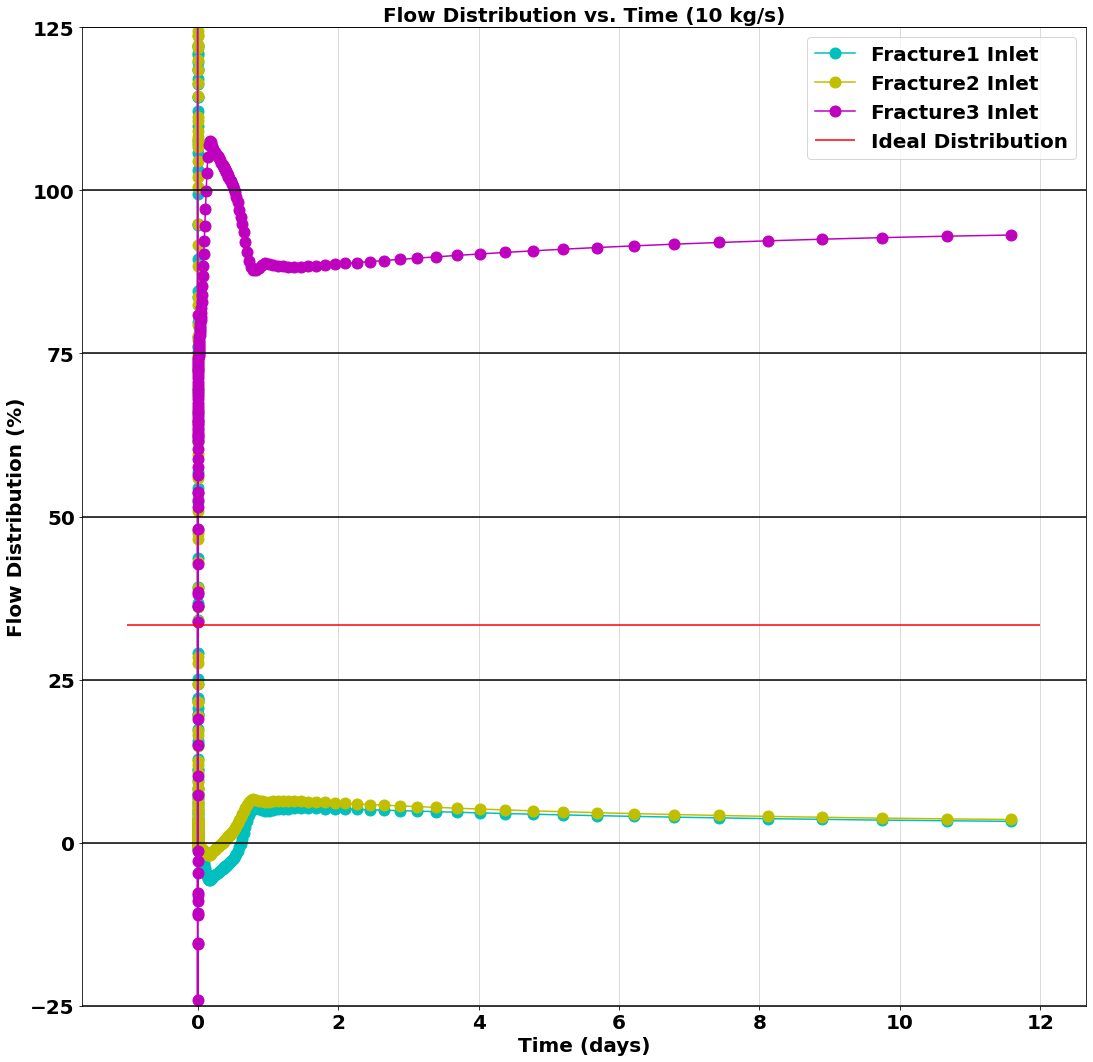 Flow Distribution vs. Time (10 kg/s)
Fracture1 Inlet
Fracture2 Inlet
Fracture3 Inlet
Ideal Distribution
Flow Distribution (%)
125
100
75
50
25
0
−25
0 2 4 6 8 10 12
Time (days)